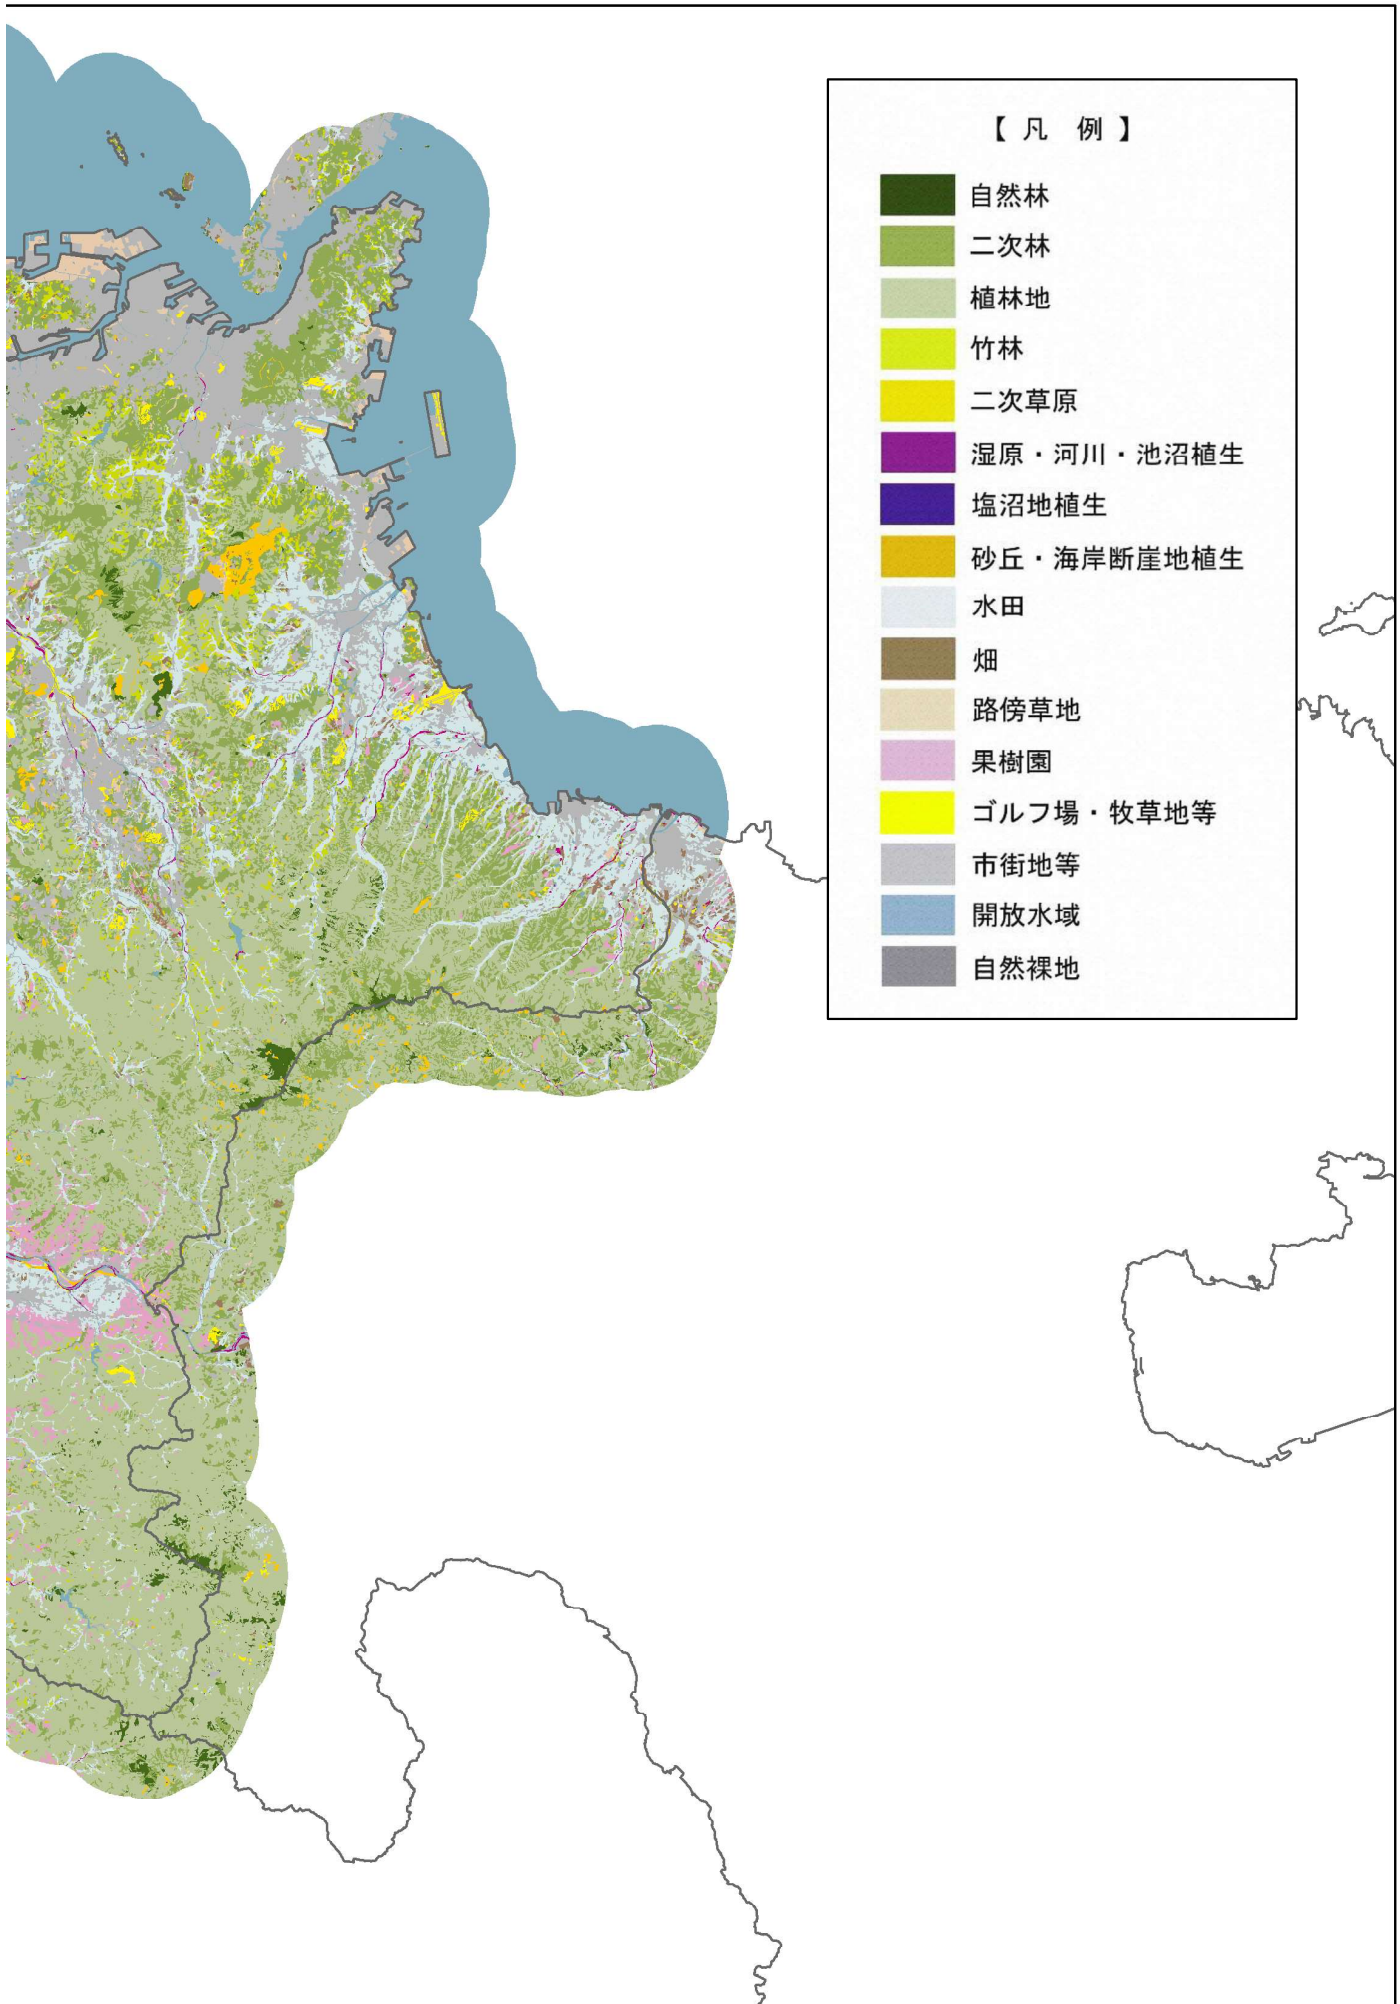 【 凡 例 】
自然林
二次林
植林地
竹林
二次草原
湿原・河川・池沼植生
塩沼地植生
砂丘・海岸断崖地植生
水田
畑
路傍草地
果樹園
ゴルフ場・牧草地等
市街地等
開放水域
自然裸地